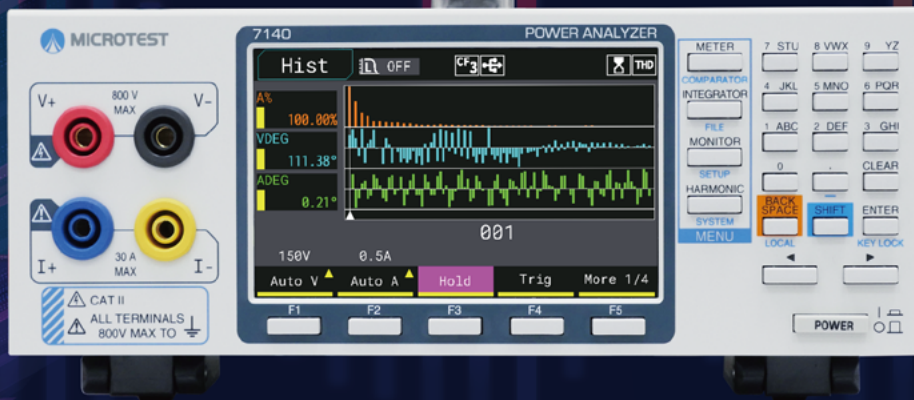 MICROTEST
7140
POWER ANALYZER
Hist
OFF
CF3
THD
A%
100.00%
VDEG
111.38°
ADEG
0.21°
001
150V
0.5A
Auto V
Auto A
Hold
Trig
More 1/4
F1
F2
F3
F4
F5
V+
800 V
MAX
V-
I+
30 A
MAX
I-
CAT II
ALL TERMINALS
800V MAX TO
METER
COMPARATOR
INTEGRATOR
FILE
MONITOR
SETUP
HARMONIC
SYSTEM
MENU
7 STU
8 VWX
9 YZ
4 JKL
5 MNO
6 PQR
1 ABC
2 DEF
3 GHI
0
.
CLEAR
BACK
SPACE
SHIFT
ENTER
LOCAL
KEY LOCK
POWER